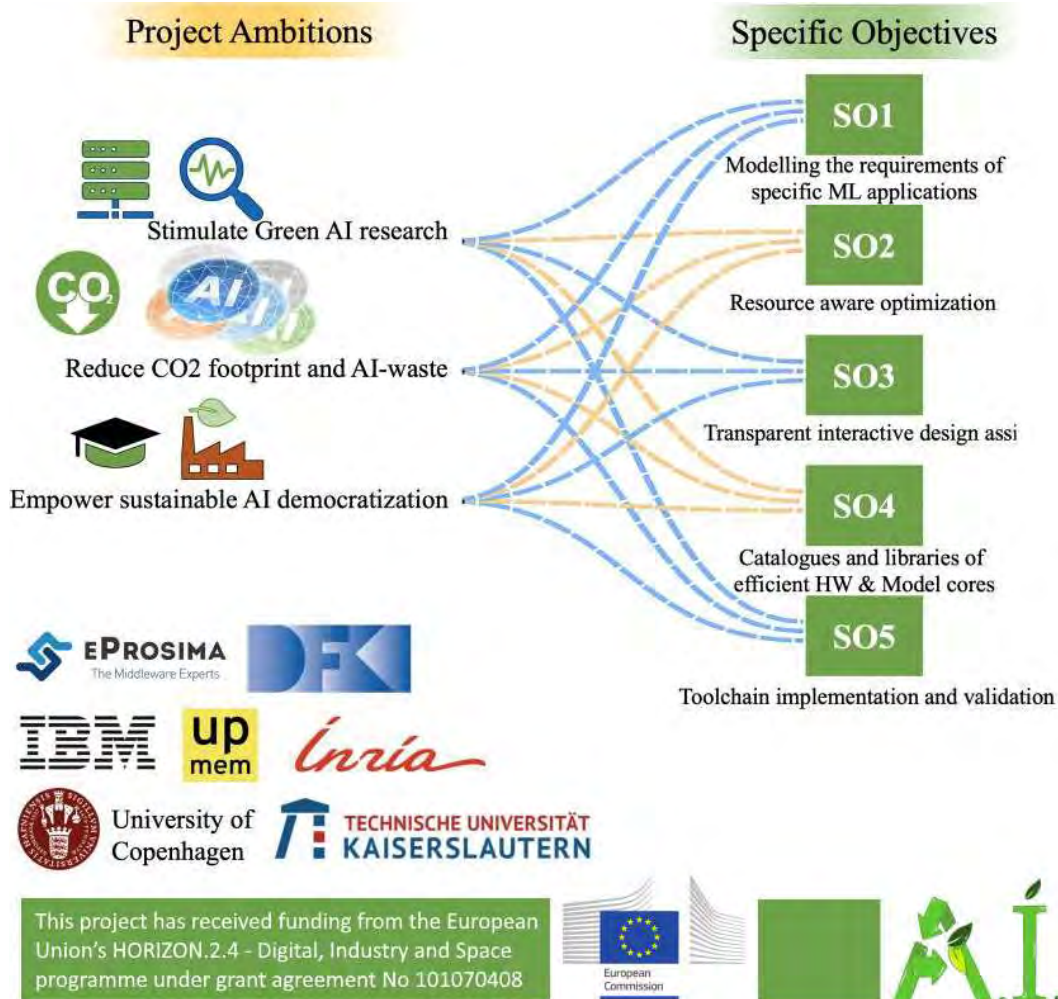 Project Ambitions
Specific Objectives
SO1
Modelling the requirements of
specific ML applications
Stimulate Green AI research
SO2
Resource aware optimization
CO2
AI
Reduce CO2 footprint and AI-waste
SO3
Transparent interactive design assi
Empower sustainable AI democratization
SO4
Catalogues and libraries of
efficient HW & Model cores
SO5
Toolchain implementation and validation
ePROSIMA
The Middleware Experts
DFK
IBM
up
mem
Inría
University of
Copenhagen
TECHNISCHE UNIVERSITÄT
KAISERSLAUTERN
This project has received funding from the European
Union's HORIZON.2.4 - Digital, Industry and Space
programme under grant agreement No 101070408
European
Commission
A.I